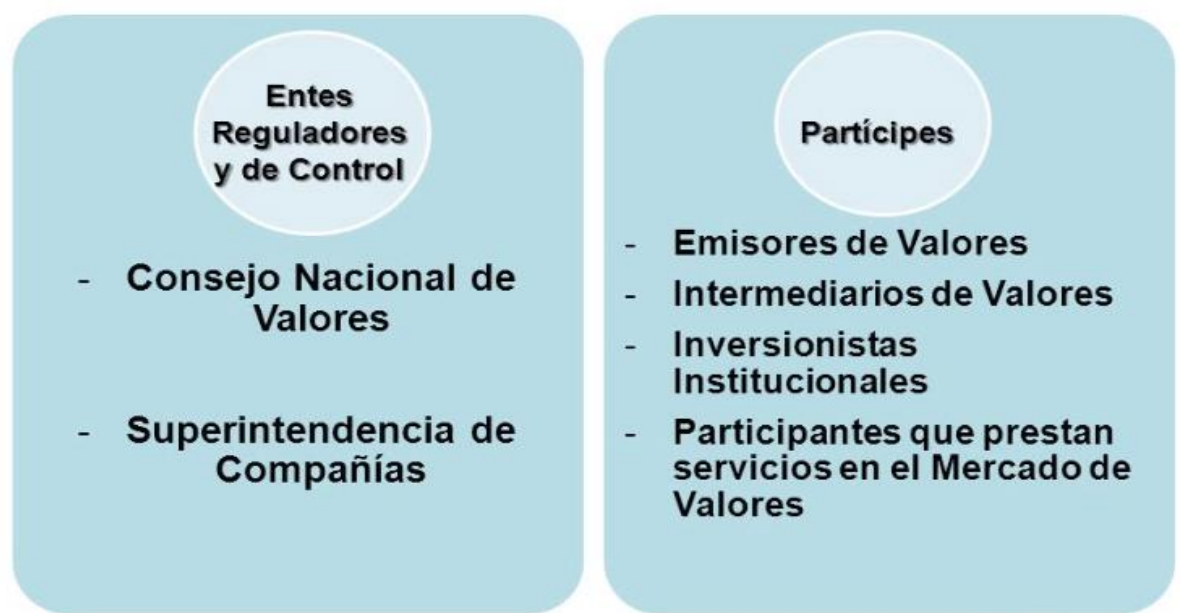 Entes
Reguladores
y de Control
- Consejo Nacional de
Valores
- Superintendencia de
Compañías
Partícipes
- Emisores de Valores
- Intermediarios de Valores
- Inversionistas
Institucionales
- Participantes que prestan
servicios en el Mercado de
Valores